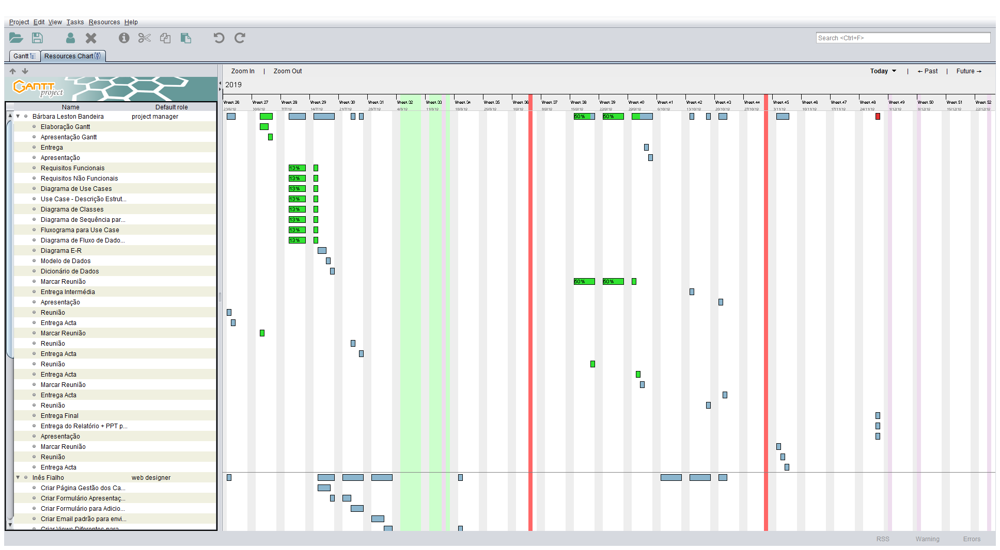 Project Edit View Tasks Resources Help
Search <Ctrl+F>
Gantt Resources Chart
Zoom In | Zoom Out Today | ← Past | Future →
GANTT project
2019
Week 26 Week 27 Week 28 Week 29 Week 30 Week 31 Week 32 Week 33 Week 34 Week 35 Week 36 Week 37 Week 38 Week 39 Week 40 Week 41 Week 42 Week 43 Week 44 Week 45 Week 46 Week 47 Week 48 Week 49 Week 50 Week 51 Week 52
Name Default role
23/6/19 30/6/19 7/7/19 14/7/19 21/7/19 28/7/19 4/8/19 11/8/19 18/8/19 25/8/19 1/9/19 8/9/19 15/9/19 22/9/19 29/9/19 6/10/19 13/10/19 20/10/19 27/10/19 3/11/19 10/11/19 17/11/19 24/11/19 1/12/19 8/12/19 15/12/19 22/12/19
Bárbara Leston Bandeira project manager 50% 50%
Elaboração Gantt
Apresentação Gantt
Entrega
Apresentação
Requisitos Funcionais 13%
Requisitos Não Funcionais 13%
Diagrama de Use Cases 13%
Use Case - Descrição Estrut... 13%
Diagrama de Classes 13%
Diagrama de Sequência par... 13%
Fluxograma para Use Case 13%
Diagrama de Fluxo de Dado... 13%
Diagrama E-R
Modelo de Dados
Dicionário de Dados
Marcar Reunião 50% 50%
Entrega Intermédia
Apresentação
Reunião
Entrega Acta
Marcar Reunião
Reunião
Entrega Acta
Reunião
Entrega Acta
Marcar Reunião
Entrega Acta
Reunião
Entrega Final
Entrega do Relatório + PPT p...
Apresentação
Marcar Reunião
Reunião
Entrega Acta
Inês Fialho web designer
Criar Página Gestão dos Ca...
Criar Formulário Apresentaç...
Criar Formulário para Adicio...
Criar Email padrão para envi...
Criar Views Diferentes para
RSS Warning Errors